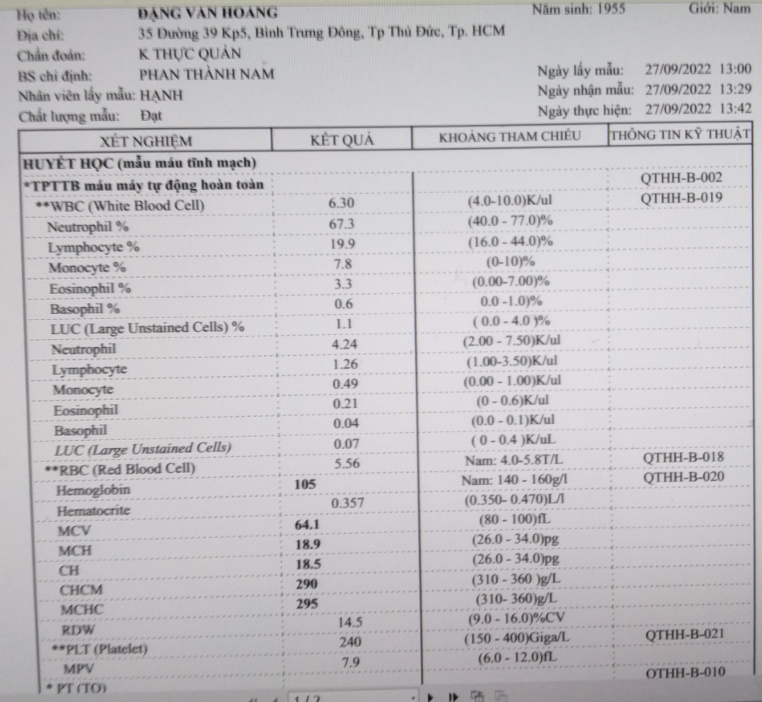 Họ tên: ĐẶNG VĂN HOÀNG Năm sinh: 1955 Giới: Nam
Địa chỉ: 35 Đường 39 Kp5, Bình Trưng Đông, Tp Thủ Đức, Tp. HCM
Chẩn đoán: K THỰC QUẢN
BS chỉ định: PHAN THÀNH NAM Ngày lấy mẫu: 27/09/2022 13:00
Nhân viên lấy mẫu: HẠNH Ngày nhận mẫu: 27/09/2022 13:29
Chất lượng mẫu: Đạt Ngày thực hiện: 27/09/2022 13:42
XÉT NGHIỆM KẾT QUẢ KHOẢNG THAM CHIẾU THÔNG TIN KỸ THUẬT
HUYẾT HỌC (mẫu máu tĩnh mạch)
*TPTTB máu máy tự động hoàn toàn QTHH-B-002
**WBC (White Blood Cell) 6.30 (4.0-10.0)K/ul QTHH-B-019
Neutrophil % 67.3 (40.0 - 77.0)%
Lymphocyte % 19.9 (16.0 - 44.0)%
Monocyte % 7.8 (0-10)%
Eosinophil % 3.3 (0.00-7.00)%
Basophil % 0.6 0.0 -1.0)%
LUC (Large Unstained Cells) % 1.1 ( 0.0 - 4.0 )%
Neutrophil 4.24 (2.00 - 7.50)K/ul
Lymphocyte 1.26 (1.00-3.50)K/ul
Monocyte 0.49 (0.00 - 1.00)K/ul
Eosinophil 0.21 (0 - 0.6)K/ul
Basophil 0.04 (0.0 - 0.1)K/ul
LUC (Large Unstained Cells) 0.07 ( 0 - 0.4 )K/uL
**RBC (Red Blood Cell) 5.56 Nam: 4.0-5.8T/L QTHH-B-018
Hemoglobin 105 Nam: 140 - 160g/l QTHH-B-020
Hematocrite 0.357 (0.350- 0.470)L/l
MCV 64.1 (80 - 100)fL
MCH 18.9 (26.0 - 34.0)pg
CH 18.5 (26.0 - 34.0)pg
CHCM 290 (310 - 360 )g/L
MCHC 295 (310- 360)g/L
RDW 14.5 (9.0 - 16.0)%CV
**PLT (Platelet) 240 (150 - 400)Giga/L QTHH-B-021
MPV 7.9 (6.0 - 12.0)fL
* PT (TQ) QTHH-B-010
1 / 2